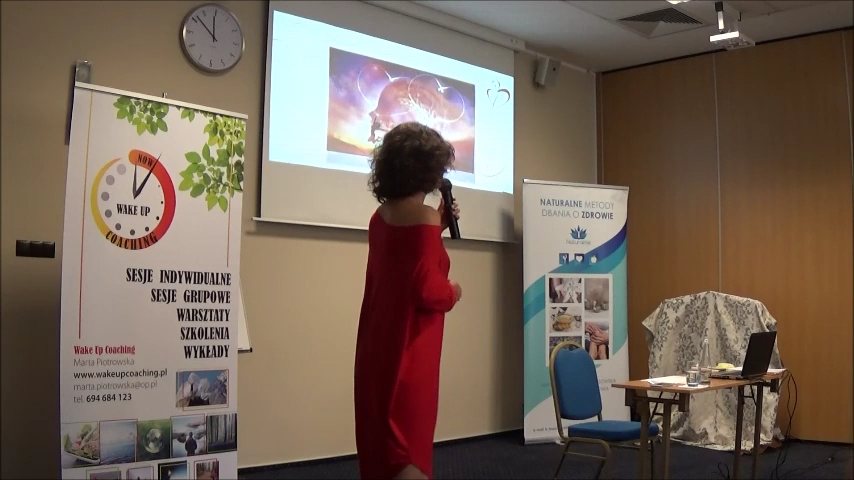 NOW
WAKE UP
COACHING
SESJE INDYWIDUALNE
SESJE GRUPOWE
WARSZTATY
SZKOLENIA
WYKŁADY
Wake Up Coaching
Marta Piotrowska
www.wakeupcoaching.pl
marta.piotrowska@op.pl
tel. 694 684 123
NATURALNE METODY
DBANIA O ZDROWIE